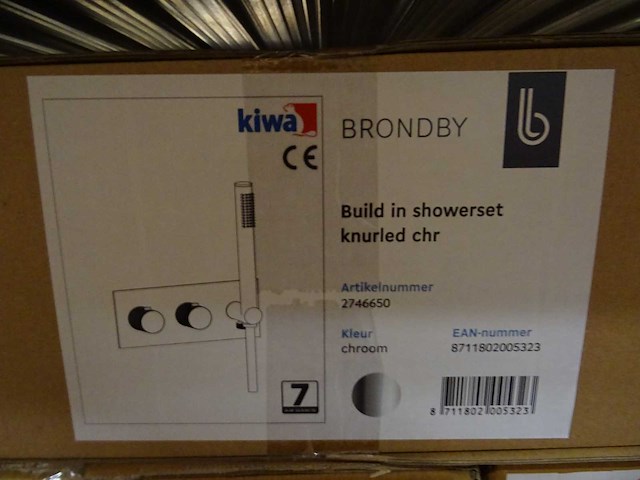 kiwa
CE
BRONDBY
Build in showerset
knurled chr
Artikelnummer
2746650
Kleur
chroom
EAN-nummer
8711802005323
7
8 711802 005323